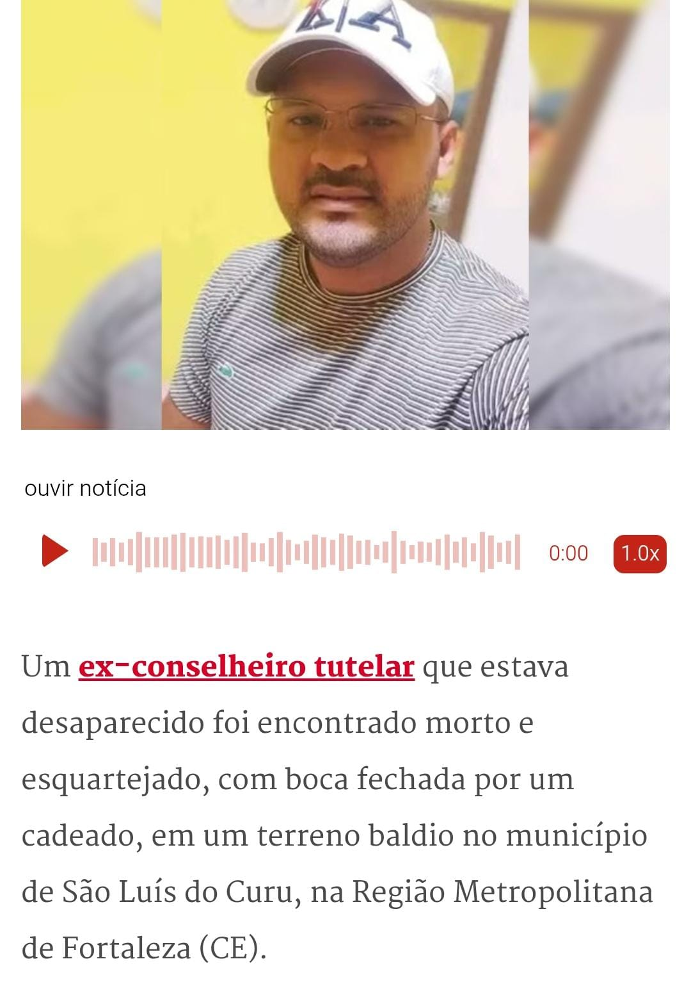 ouvir notícia
0:00
1.0x
Um ex-conselheiro tutelar que estava
desaparecido foi encontrado morto e
esquartejado, com boca fechada por um
cadeado, em um terreno baldio no município
de São Luís do Curu, na Região Metropolitana
de Fortaleza (CE).